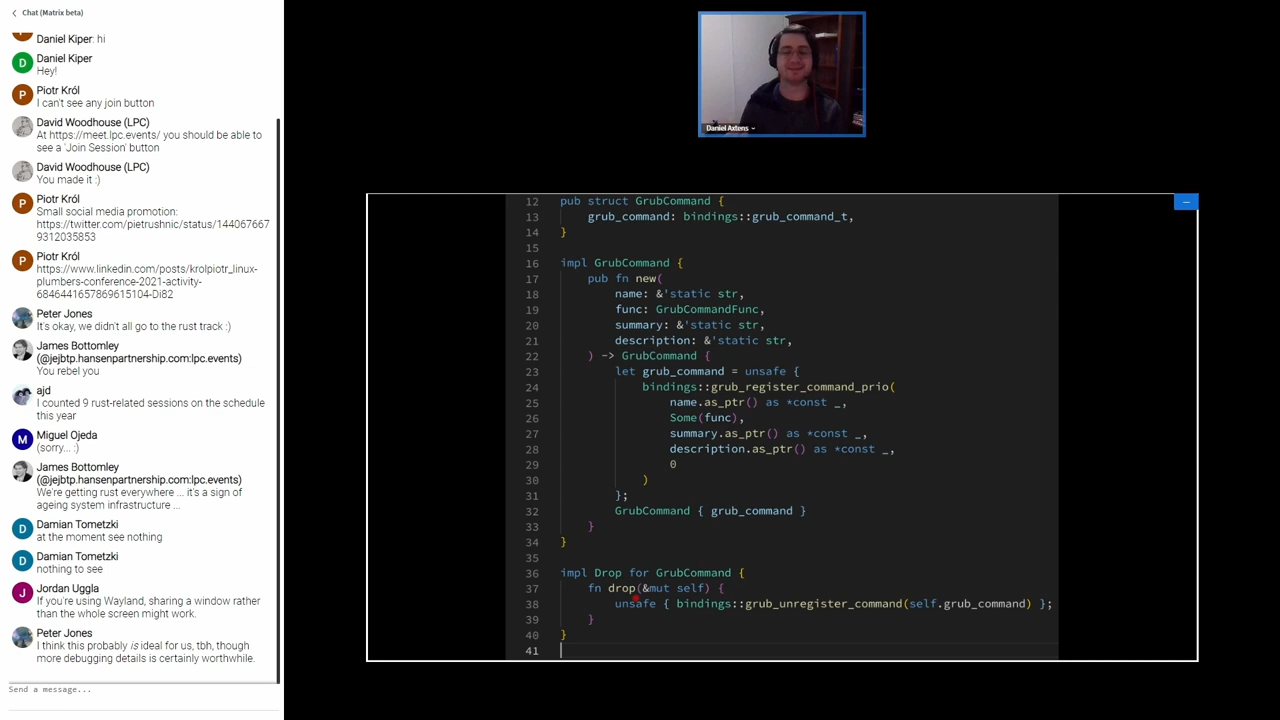 Chat (Matrix beta)
Daniel Kiper: hi
D
Daniel Kiper
Hey!
P
Piotr Król
I can't see any join button
David Woodhouse (LPC)
At https://meet.lpc.events/ you should be able to
see a 'Join Session' button
David Woodhouse (LPC)
You made it :)
P
Piotr Król
Small social media promotion:
https://twitter.com/pietrushnic/status/144067667
9312035853
P
Piotr Król
https://www.linkedin.com/posts/krolpiotr_linux-
plumbers-conference-2021-activity-
6846441657869615104-Di82
Peter Jones
It's okay, we didn't all go to the rust track :)
James Bottomley
(@jejbtp.hansenpartnership.com:lpc.events)
You rebel you
ajd
I counted 9 rust-related sessions on the schedule
this year
M
Miguel Ojeda
(sorry... :)
James Bottomley
(@jejbtp.hansenpartnership.com:lpc.events)
We're getting rust everywhere ... it's a sign of
ageing system infrastructure ...
D
Damian Tometzki
at the moment see nothing
D
Damian Tometzki
nothing to see
J
Jordan Uggla
If you're using Wayland, sharing a window rather
than the whole screen might work.
Peter Jones
I think this probably is ideal for us, tbh, though
more debugging details is certainly worthwhile.
Send a message...
Daniel Axtens
12 pub struct GrubCommand {
13 grub_command: bindings::grub_command_t,
14 }
15
16 impl GrubCommand {
17 pub fn new(
18 name: &'static str,
19 func: GrubCommandFunc,
20 summary: &'static str,
21 description: &'static str,
22 ) -> GrubCommand {
23 let grub_command = unsafe {
24 bindings::grub_register_command_prio(
25 name.as_ptr() as *const _,
26 Some(func),
27 summary.as_ptr() as *const _,
28 description.as_ptr() as *const _,
29 0
30 )
31 };
32 GrubCommand { grub_command }
33 }
34 }
35
36 impl Drop for GrubCommand {
37 fn drop(&mut self) {
38 unsafe { bindings::grub_unregister_command(self.grub_command) };
39 }
40 }
41